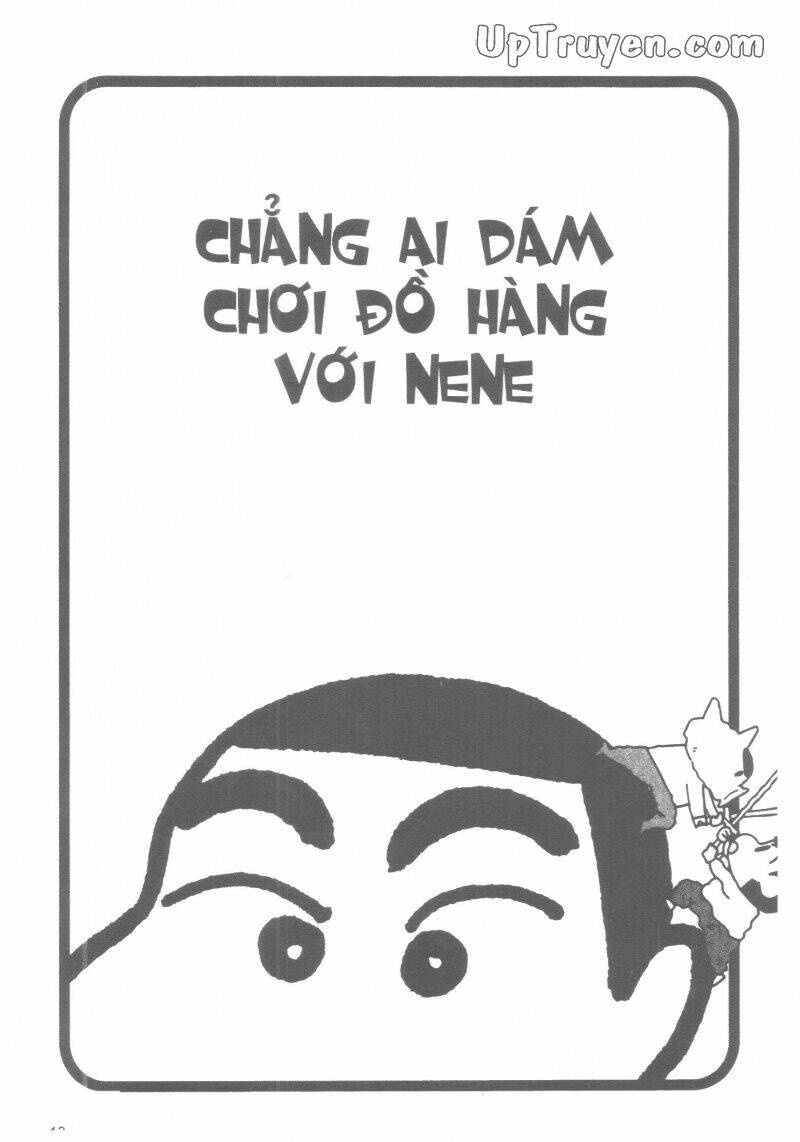 UpTruyen.com
CHẲNG AI DÁM
CHƠI ĐỒ HÀNG
VỚI NENE